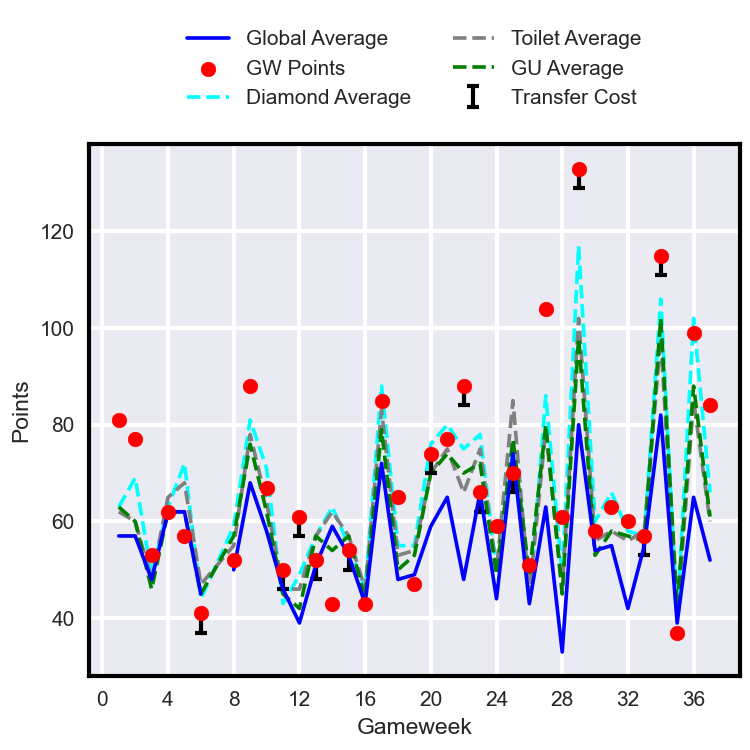 Global Average
GW Points
Diamond Average
Toilet Average
GU Average
Transfer Cost
Points
120
100
80
60
40
0 4 8 12 16 20 24 28 32 36
Gameweek